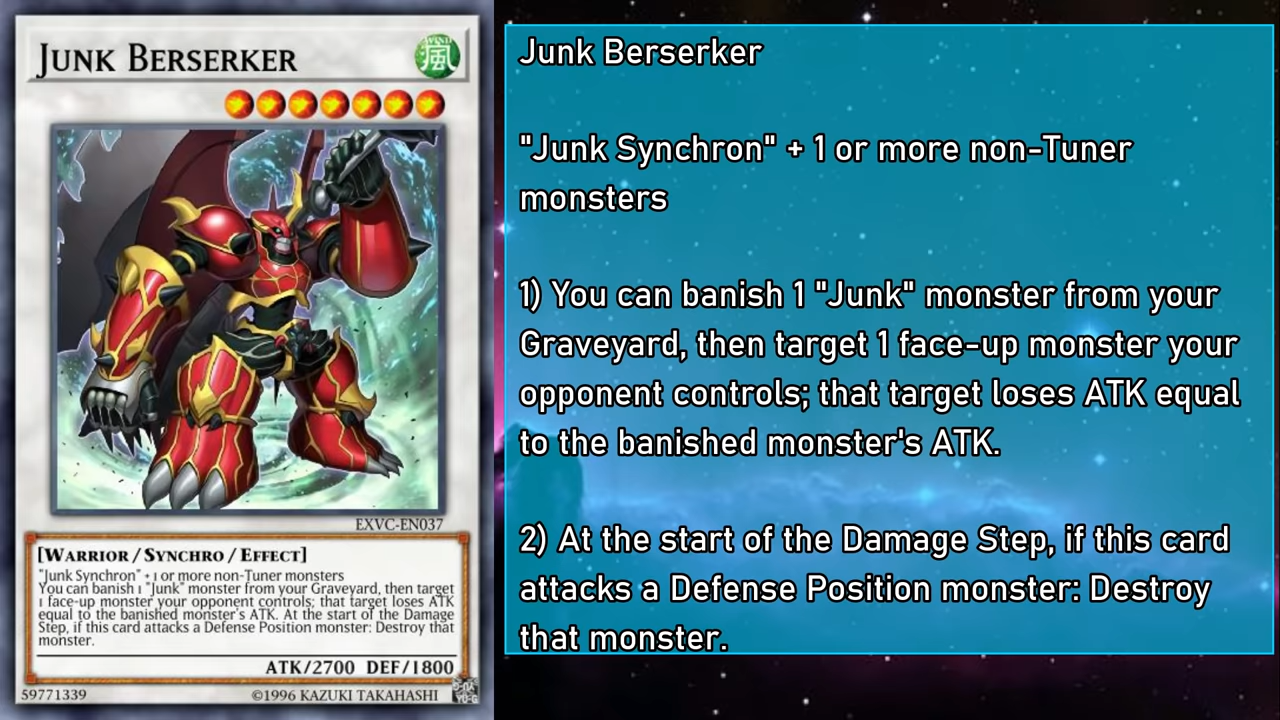 JUNK BERSERKER
WIND
風
EXVC-EN037
[WARRIOR / SYNCHRO / EFFECT]
"Junk Synchron" + 1 or more non-Tuner monsters
You can banish 1 "Junk" monster from your Graveyard, then target
1 face-up monster your opponent controls; that target loses ATK
equal to the banished monster's ATK. At the start of the Damage
Step, if this card attacks a Defense Position monster: Destroy that
monster.
ATK/2700 DEF/1800
59771339
©1996 KAZUKI TAKAHASHI
Junk Berserker
"Junk Synchron" + 1 or more non-Tuner
monsters
1) You can banish 1 "Junk" monster from your
Graveyard, then target 1 face-up monster your
opponent controls; that target loses ATK equal
to the banished monster's ATK.
2) At the start of the Damage Step, if this card
attacks a Defense Position monster: Destroy
that monster.